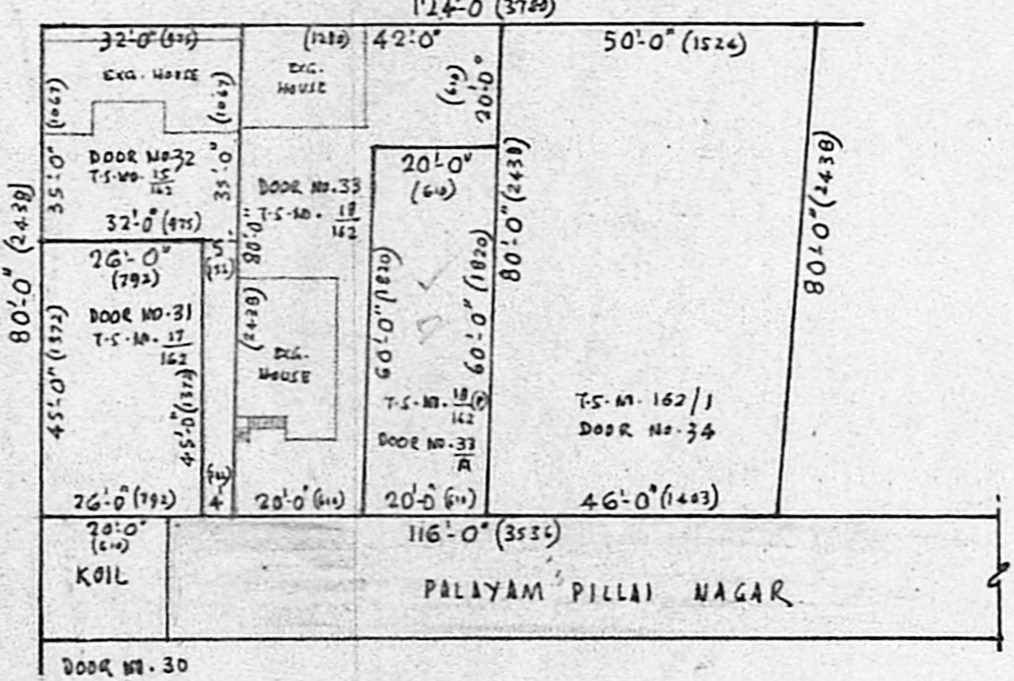 124'-0" (3780)
32'-0" (975)
(1280) 42'-0"
50'-0" (1524)
EXG. HOUSE
EXG.
HOUSE
(1067)
35'-0"
(1067)
35'-0"
(610)
20'-0"
DOOR NO.32
T.S.NO. 15/162
32'-0" (975)
80'-0" (2438)
DOOR NO.33
T.S.NO. 18/162
80'-0"
(2438)
20'-0"
(610)
80'-0" (2438)
80'-0" (2438)
26'-0"
(792)
5'
(152)
DOOR NO.31
T.S.NO. 17/162
45'-0" (1372)
45'-0" (1372)
EXG.
HOUSE
60'-0" (1820)
60'-0" (1820)
T.S.NO. 18/162 (P)
DOOR NO.33/A
T.S.NO. 162/1
DOOR NO.34
26'-0" (792)
4'
20'-0" (610)
20'-0" (610)
46'-0" (1403)
20'-0"
(610)
KOIL
116'-0" (3536)
PALAYAM PILLAI NAGAR
DOOR NO.30